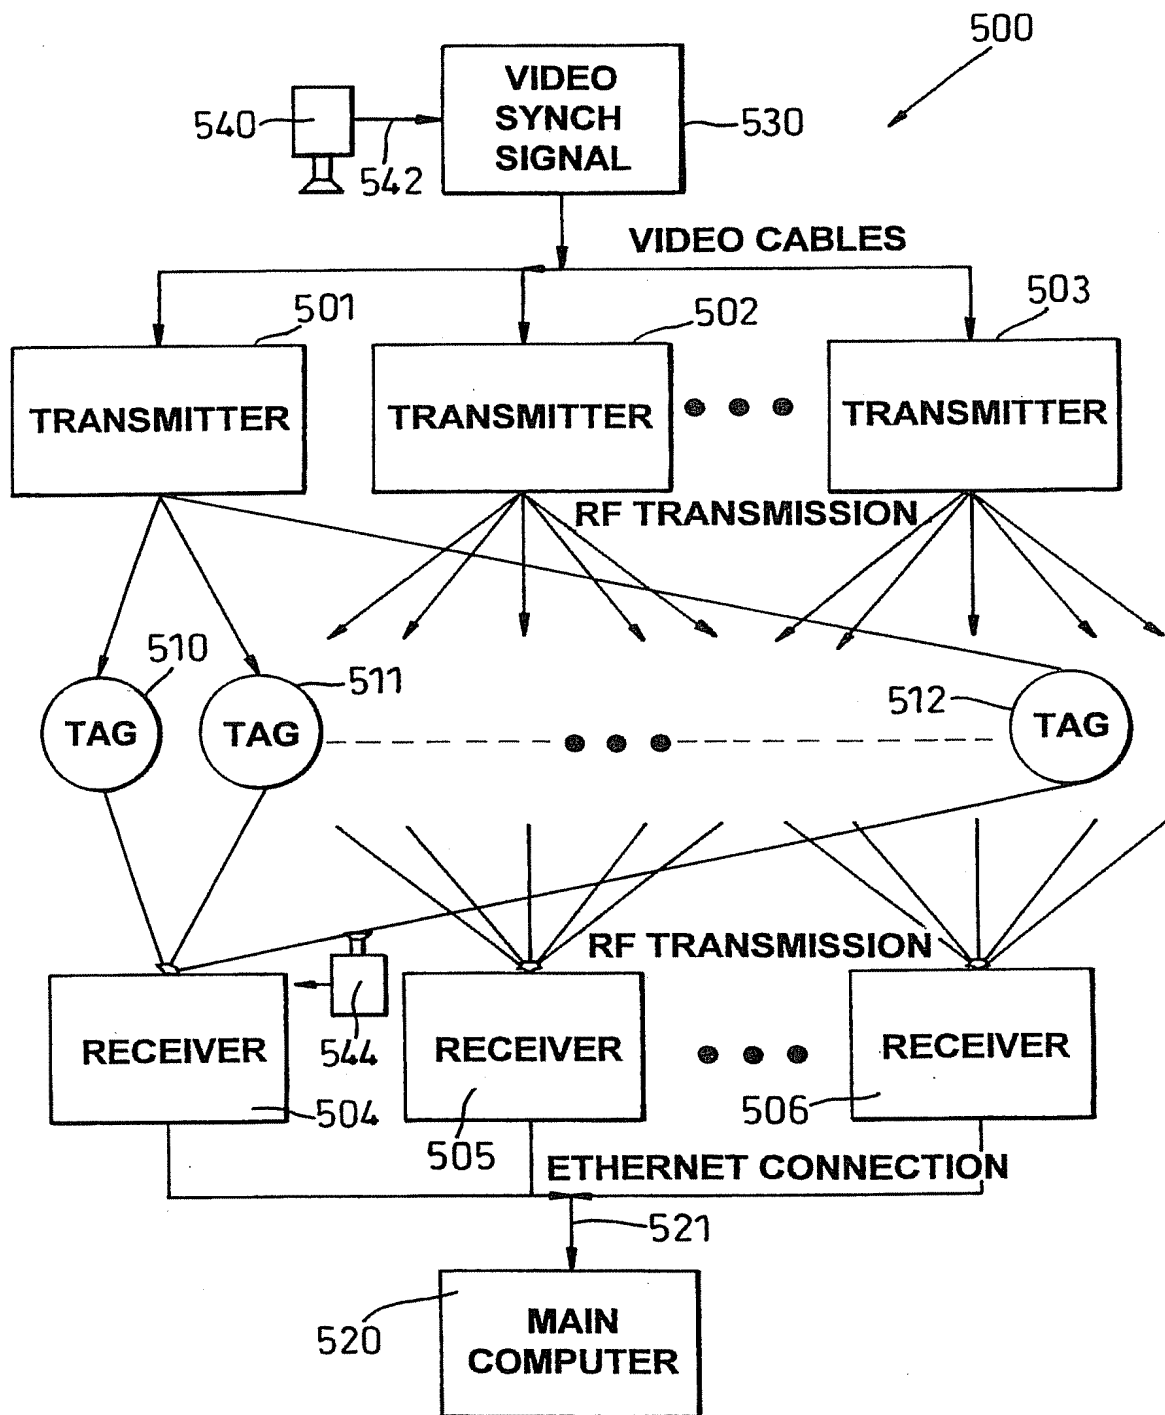 500
VIDEO
SYNCH
SIGNAL
540
542
530
VIDEO CABLES
501
502
503
TRANSMITTER
TRANSMITTER
TRANSMITTER
RF TRANSMISSION
510
511
512
TAG
TAG
TAG
RF TRANSMISSION
RECEIVER
544
RECEIVER
RECEIVER
504
505
506
ETHERNET CONNECTION
521
520
MAIN
COMPUTER